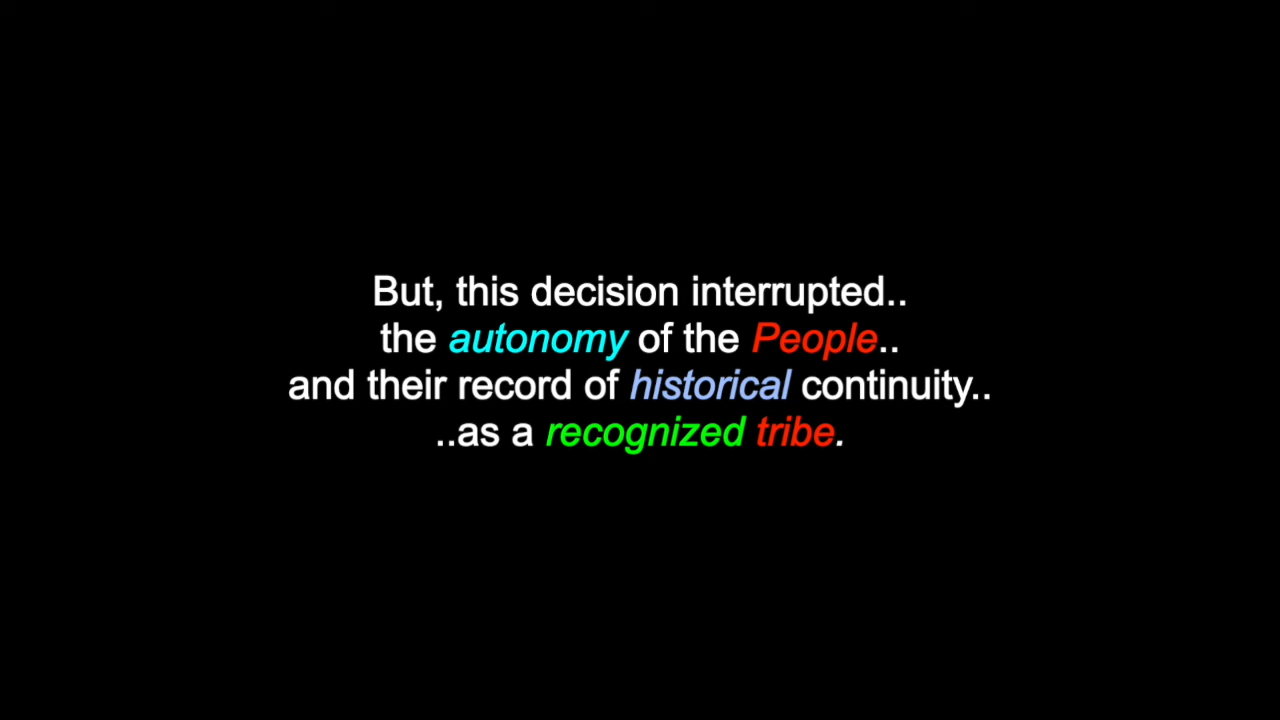 But, this decision interrupted..
the autonomy of the People..
and their record of historical continuity..
..as a recognized tribe.